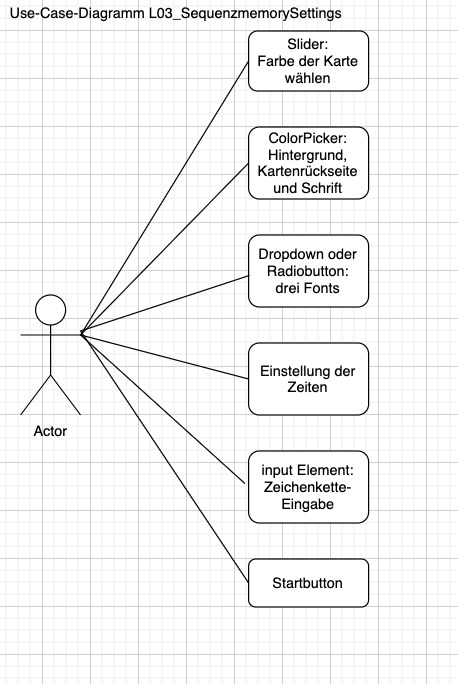 Use-Case-Diagramm L03_SequenzmemorySettings
Slider:
Farbe der Karte
wählen
ColorPicker:
Hintergrund,
Kartenrückseite
und Schrift
Dropdown oder
Radiobutton:
drei Fonts
Einstellung der
Zeiten
Actor
input Element:
Zeichenkette-
Eingabe
Startbutton